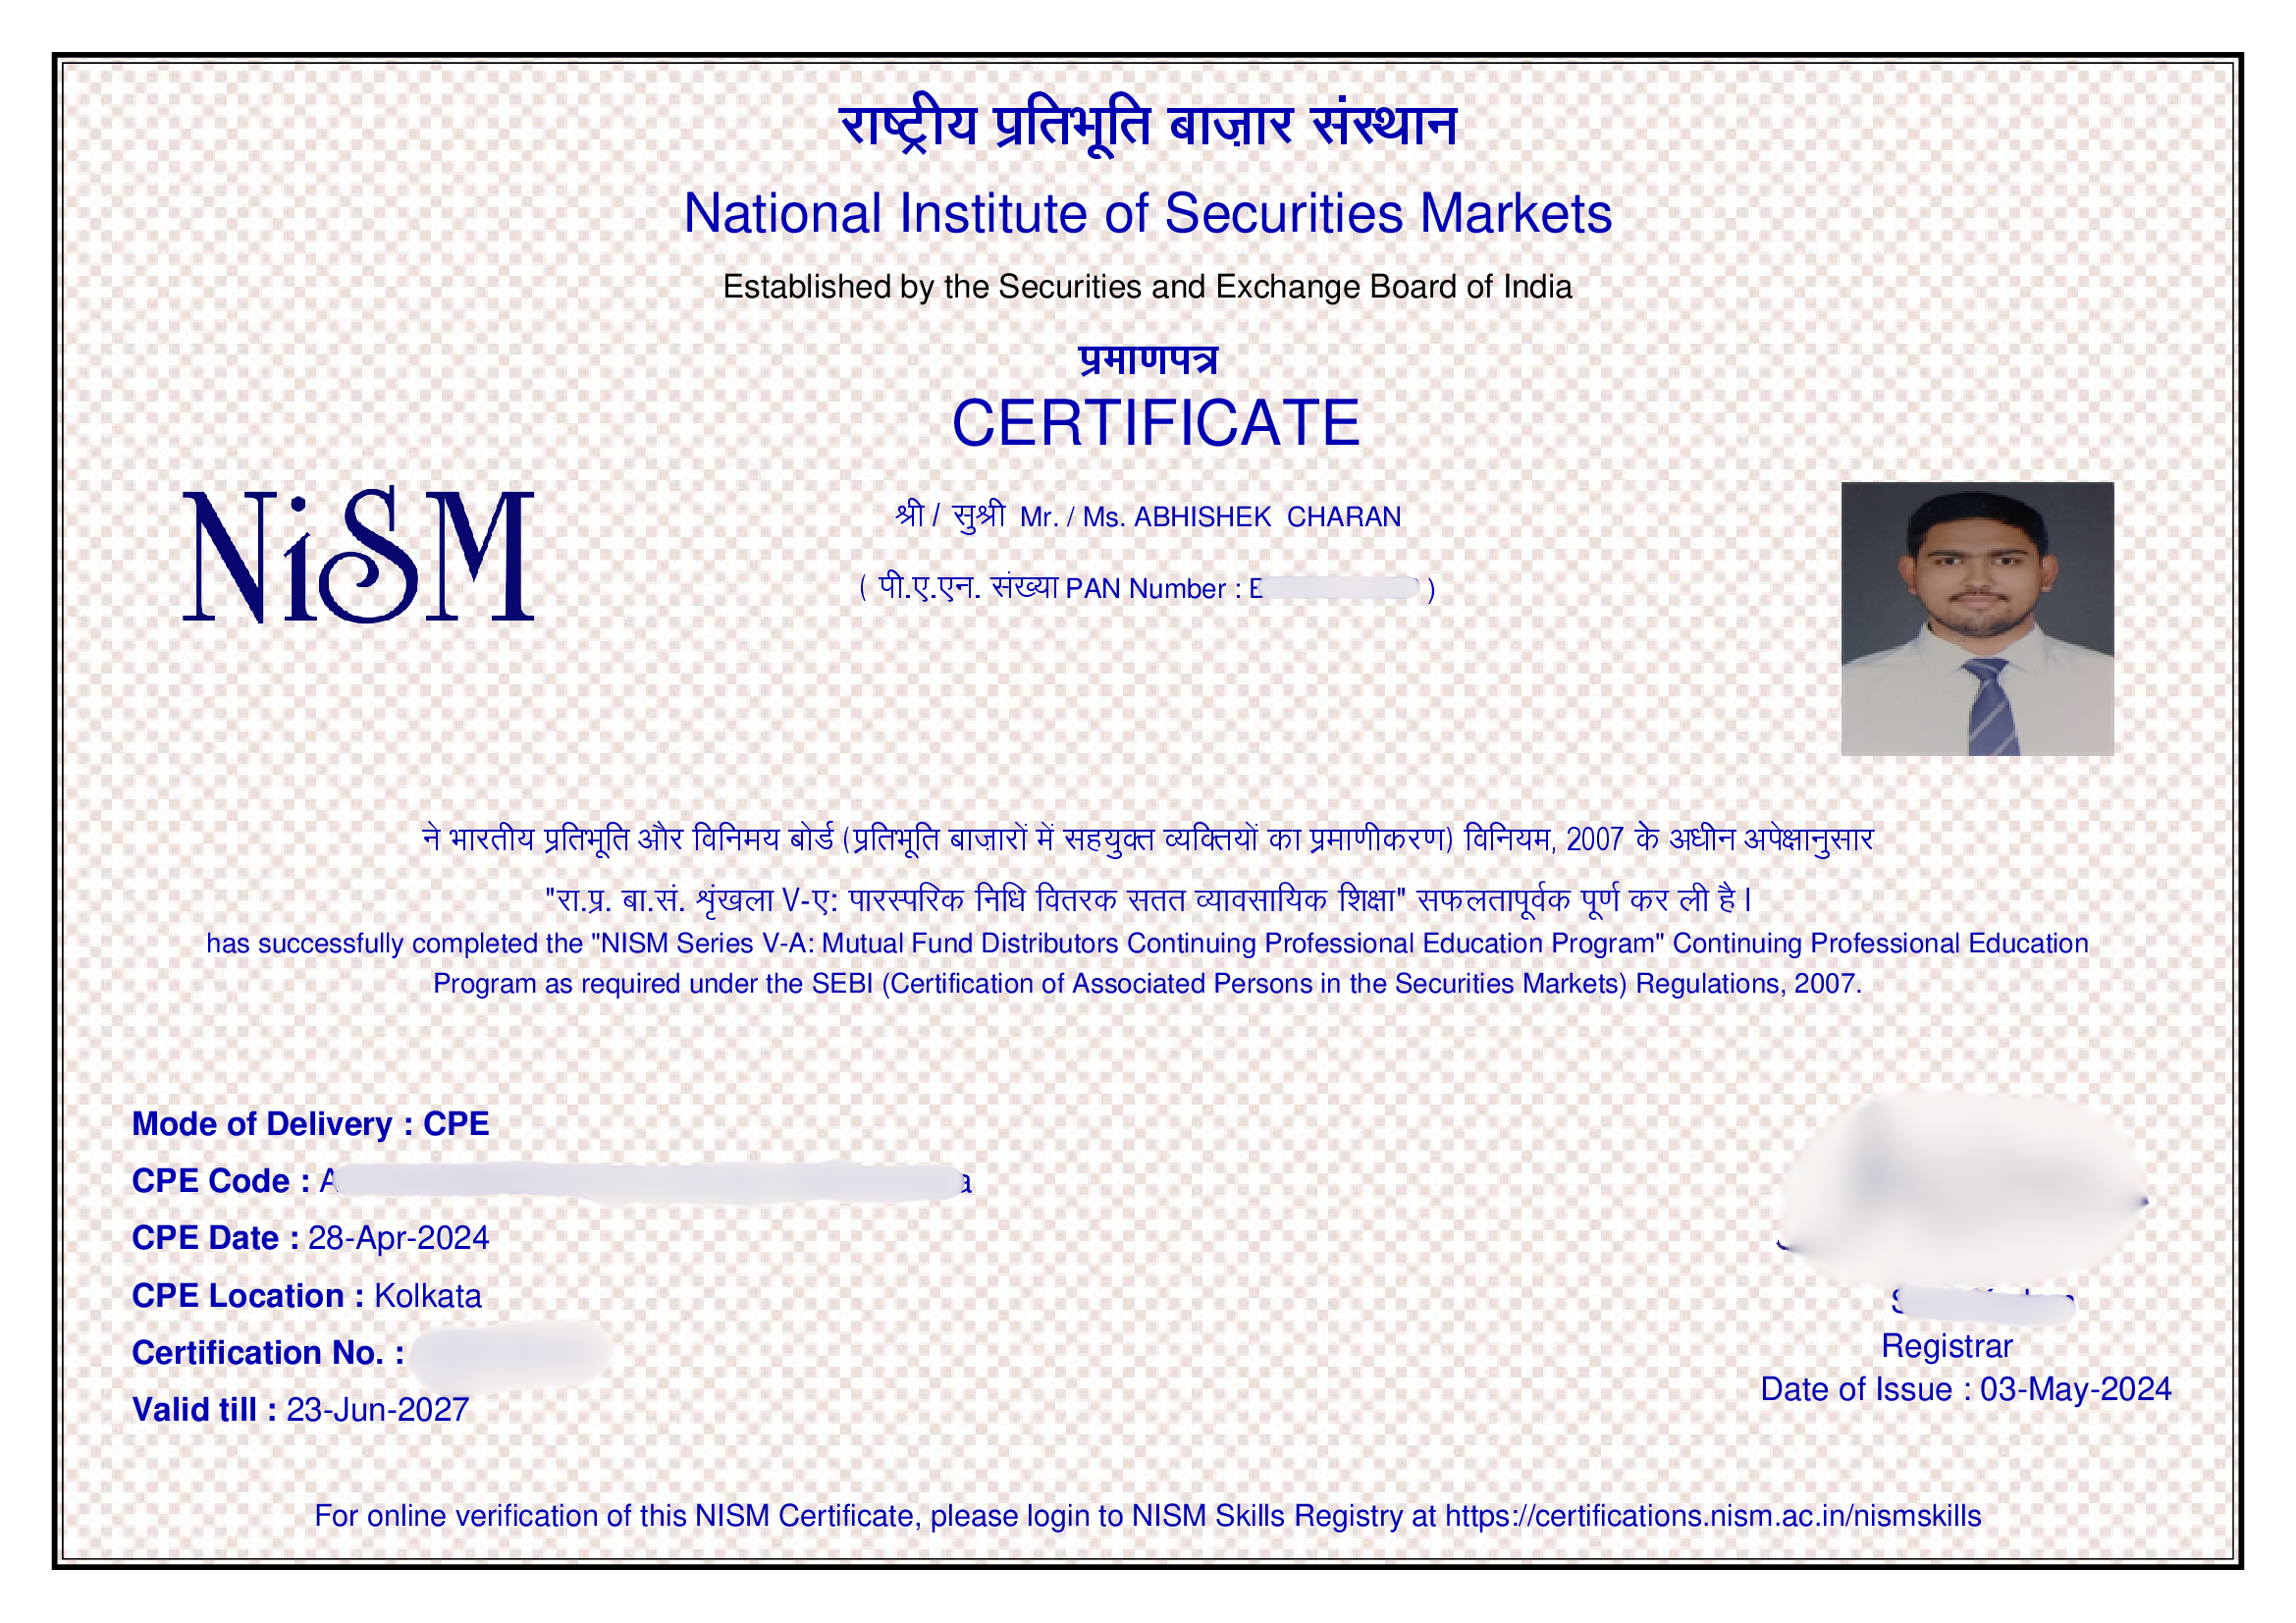 राष्ट्रीय प्रतिभूति बाज़ार संस्थान
National Institute of Securities Markets
Established by the Securities and Exchange Board of India
प्रमाणपत्र
CERTIFICATE
NiSM
श्री / सुश्री Mr. / Ms. ABHISHEK CHARAN
( पी.ए.एन. संख्या PAN Number : )
ने भारतीय प्रतिभूति और विनिमय बोर्ड (प्रतिभूति बाज़ारों में सहयुक्त व्यक्तियों का प्रमाणीकरण) विनियम, 2007 के अधीन अपेक्षानुसार
"रा.प्र. बा.सं. शृंखला V-ए: पारस्परिक निधि वितरक सतत व्यावसायिक शिक्षा" सफलतापूर्वक पूर्ण कर ली है ।
has successfully completed the "NISM Series V-A: Mutual Fund Distributors Continuing Professional Education Program" Continuing Professional Education
Program as required under the SEBI (Certification of Associated Persons in the Securities Markets) Regulations, 2007.
Mode of Delivery : CPE
CPE Code :
CPE Date : 28-Apr-2024
CPE Location : Kolkata
Certification No. :
Valid till : 23-Jun-2027
Registrar
Date of Issue : 03-May-2024
For online verification of this NISM Certificate, please login to NISM Skills Registry at https://certifications.nism.ac.in/nismskills